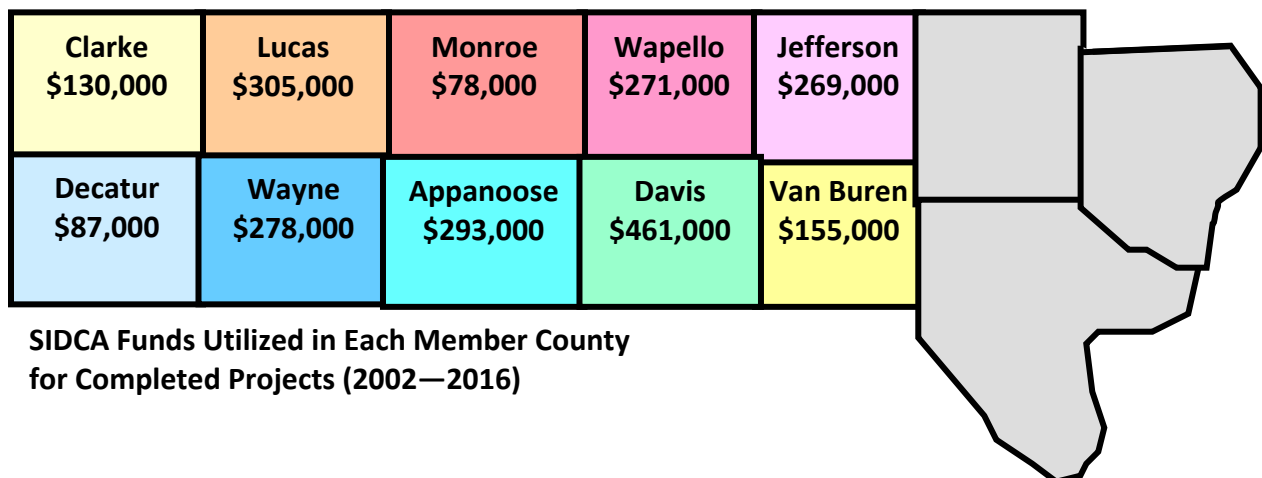 Clarke
$130,000
Lucas
$305,000
Monroe
$78,000
Wapello
$271,000
Jefferson
$269,000
Decatur
$87,000
Wayne
$278,000
Appanoose
$293,000
Davis
$461,000
Van Buren
$155,000
SIDCA Funds Utilized in Each Member County
for Completed Projects (2002—2016)